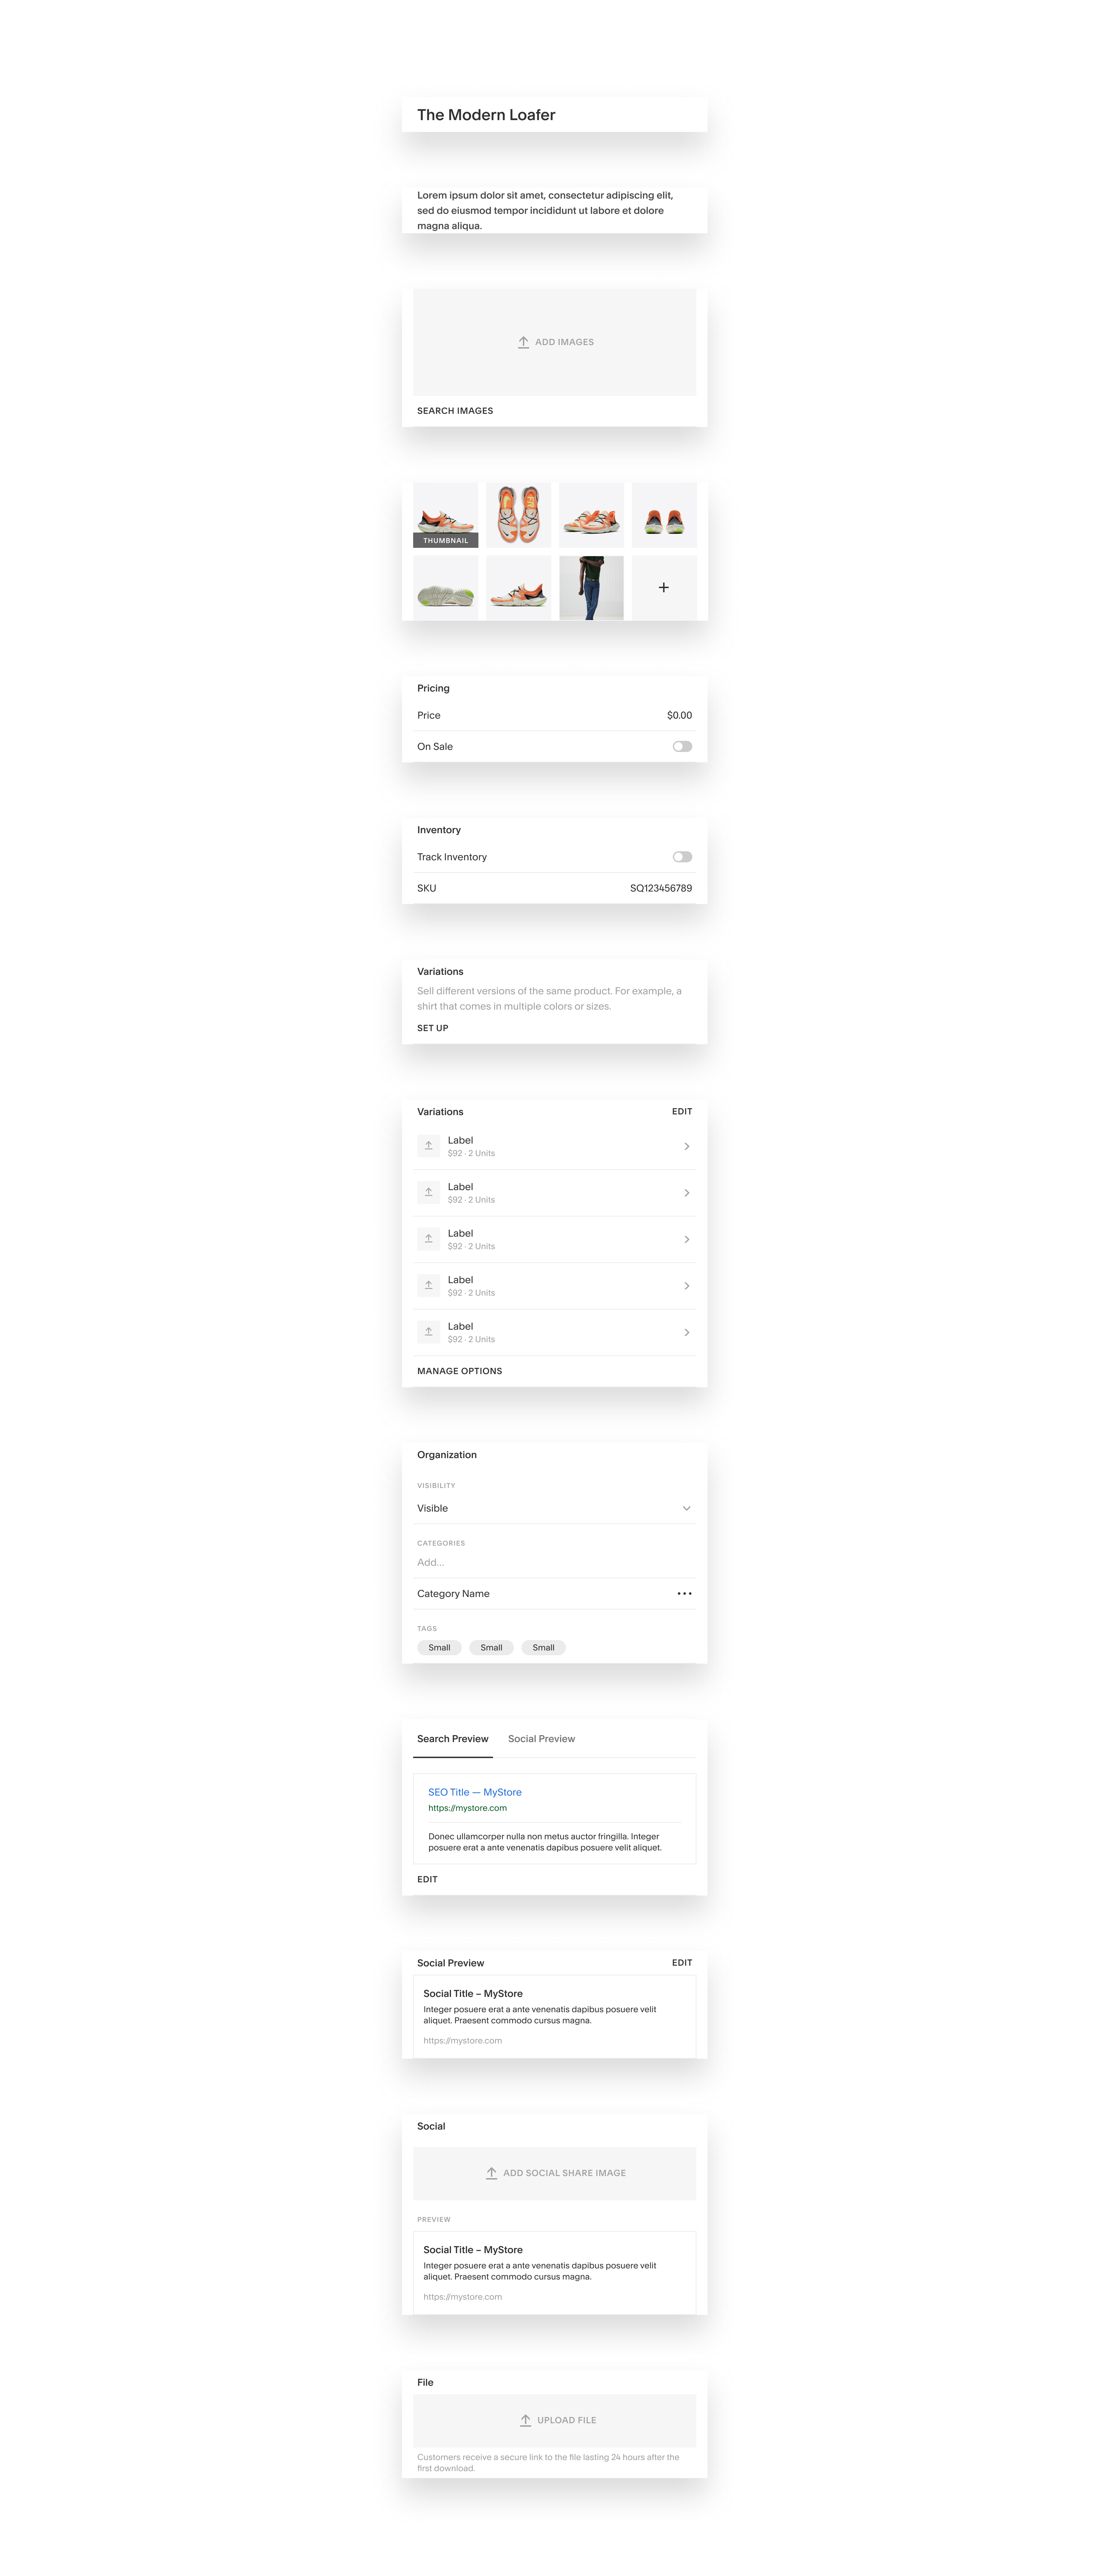 The Modern Loafer
Lorem ipsum dolor sit amet, consectetur adipiscing elit,
sed do eiusmod tempor incididunt ut labore et dolore
magna aliqua.
ADD IMAGES
SEARCH IMAGES
THUMBNAIL
Pricing
Price $0.00
On Sale
Inventory
Track Inventory
SKU SQ123456789
Variations
Sell different versions of the same product. For example, a
shirt that comes in multiple colors or sizes.
SET UP
Variations EDIT
Label
$92 · 2 Units
Label
$92 · 2 Units
Label
$92 · 2 Units
Label
$92 · 2 Units
Label
$92 · 2 Units
MANAGE OPTIONS
Organization
VISIBILITY
Visible
CATEGORIES
Add...
Category Name
TAGS
Small Small Small
Search Preview Social Preview
SEO Title — MyStore
https://mystore.com
Donec ullamcorper nulla non metus auctor fringilla. Integer
posuere erat a ante venenatis dapibus posuere velit aliquet.
EDIT
Social Preview EDIT
Social Title – MyStore
Integer posuere erat a ante venenatis dapibus posuere velit
aliquet. Praesent commodo cursus magna.
https://mystore.com
Social
ADD SOCIAL SHARE IMAGE
PREVIEW
Social Title – MyStore
Integer posuere erat a ante venenatis dapibus posuere velit
aliquet. Praesent commodo cursus magna.
https://mystore.com
File
UPLOAD FILE
Customers receive a secure link to the file lasting 24 hours after the
first download.